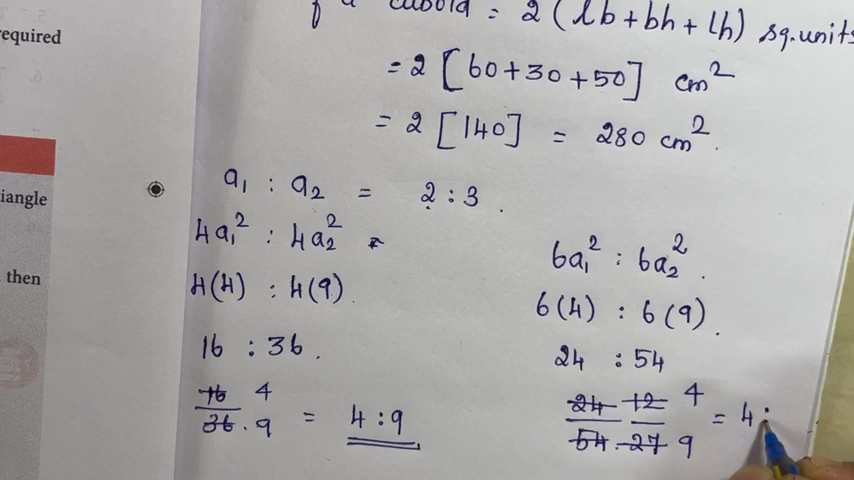 cuboid = 2 (lb + bh + lh) sq.units
= 2 [60 + 30 + 50] cm²
= 2 [140] = 280 cm².
a₁ : a₂ = 2 : 3 .
4a₁² : 4a₂²
4(4) : 4(9)
16 : 36 .
16/36 . 4/9 = 4 : 9
6a₁² : 6a₂² .
6(4) : 6(9) .
24 : 54
24/54 . 12/27 4/9 = 4 :
required
iangle
then